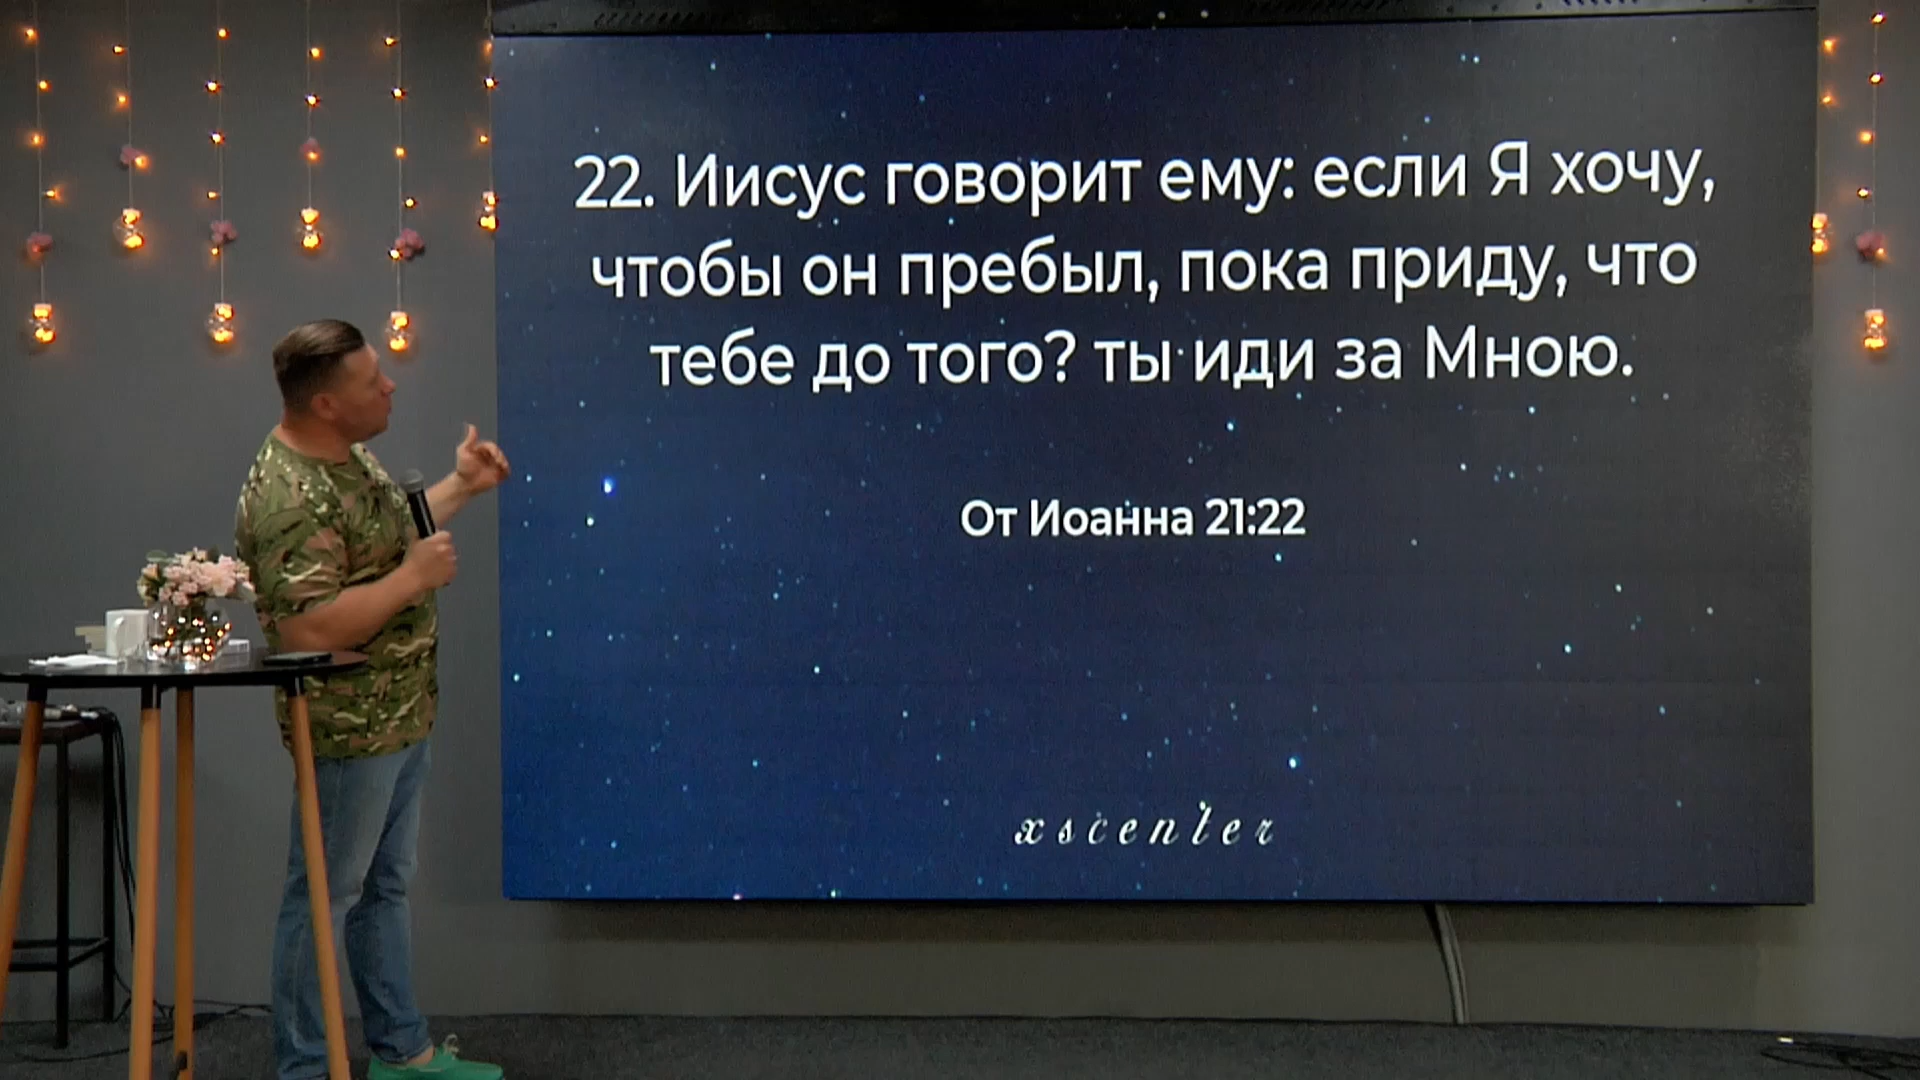 22. Иисус говорит ему: если Я хочу,
чтобы он пребыл, пока приду, что
тебе до того? ты иди за Мною.
От Иоанна 21:22
xscenter